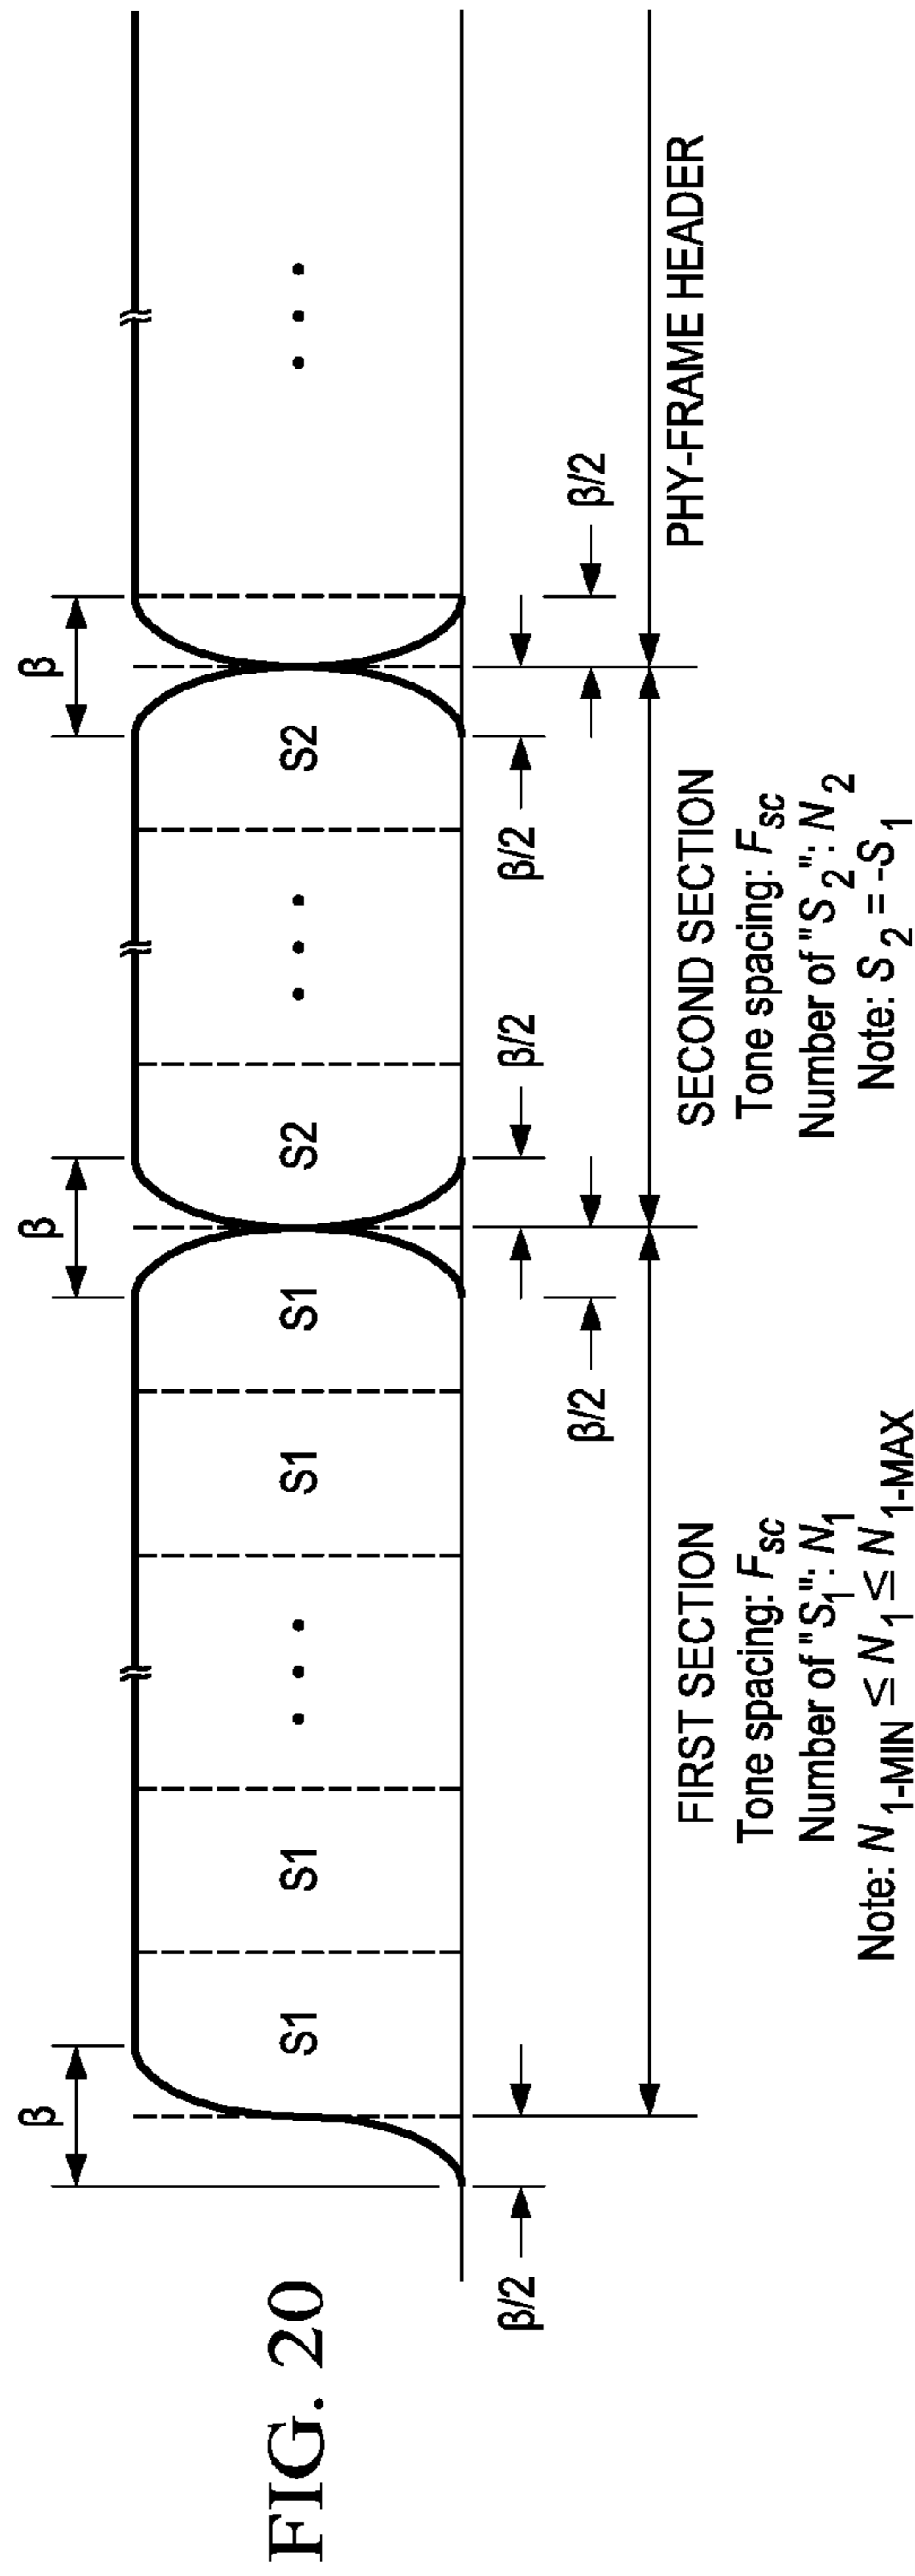 β
β
β
S1
S1
S1
S1
S2
S2
β/2
β/2
β/2
β/2
β/2
FIRST SECTION
Tone spacing: F_sc
Number of "S_1": N_1
Note: N_1-MIN ≤ N_1 ≤ N_1-MAX
SECOND SECTION
Tone spacing: F_sc
Number of "S_2": N_2
Note: S_2 = -S_1
PHY-FRAME HEADER
FIG. 20